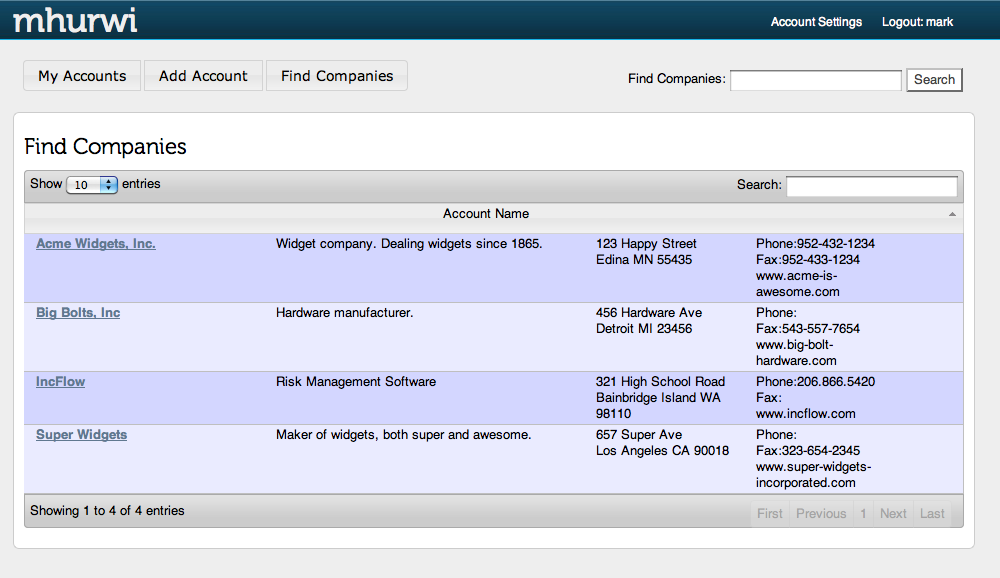 mhurwi
Account Settings Logout: mark
My Accounts Add Account Find Companies
Find Companies: Search
Find Companies
Show 10 entries Search:
Account Name
Acme Widgets, Inc. Widget company. Dealing widgets since 1865. 123 Happy Street Phone:952-432-1234
Edina MN 55435 Fax:952-433-1234
www.acme-is-
awesome.com
Big Bolts, Inc Hardware manufacturer. 456 Hardware Ave Phone:
Detroit MI 23456 Fax:543-557-7654
www.big-bolt-
hardware.com
IncFlow Risk Management Software 321 High School Road Phone:206.866.5420
Bainbridge Island WA Fax:
98110 www.incflow.com
Super Widgets Maker of widgets, both super and awesome. 657 Super Ave Phone:
Los Angeles CA 90018 Fax:323-654-2345
www.super-widgets-
incorporated.com
Showing 1 to 4 of 4 entries First Previous 1 Next Last